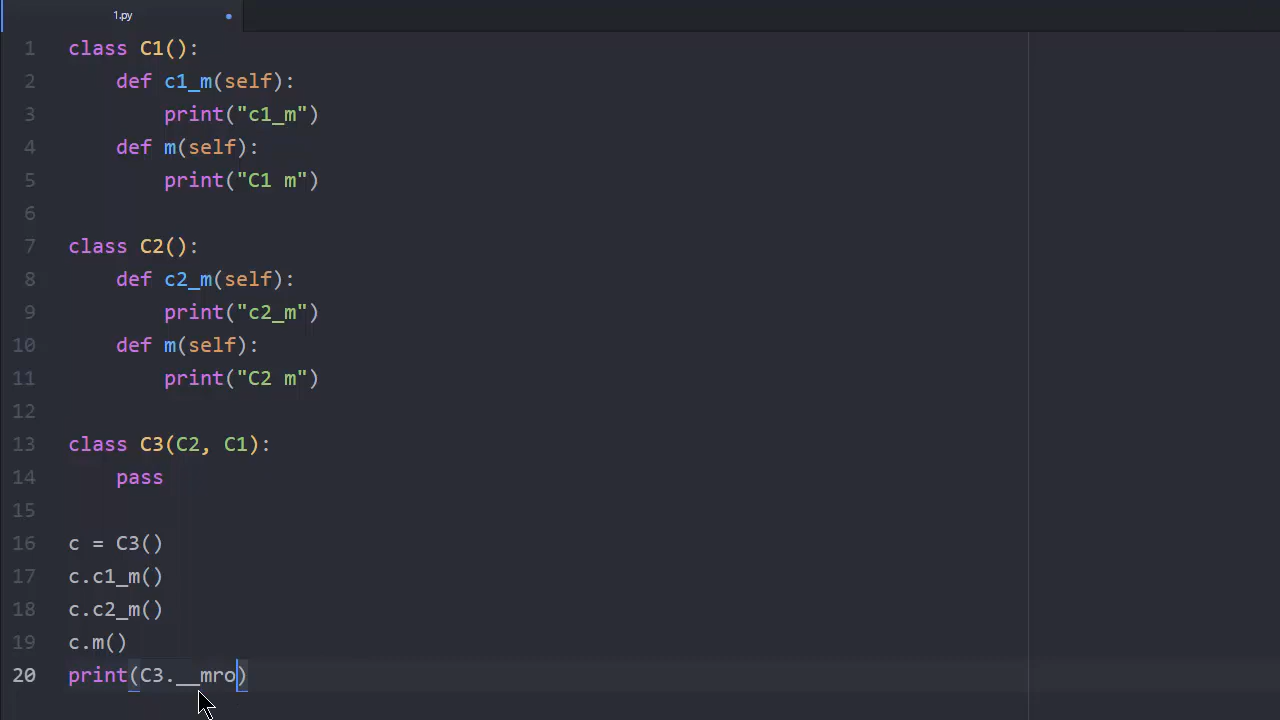 1.py
1 class C1():
2     def c1_m(self):
3         print("c1_m")
4     def m(self):
5         print("C1 m")
6
7 class C2():
8     def c2_m(self):
9         print("c2_m")
10     def m(self):
11         print("C2 m")
12
13 class C3(C2, C1):
14     pass
15
16 c = C3()
17 c.c1_m()
18 c.c2_m()
19 c.m()
20 print(C3.__mro)